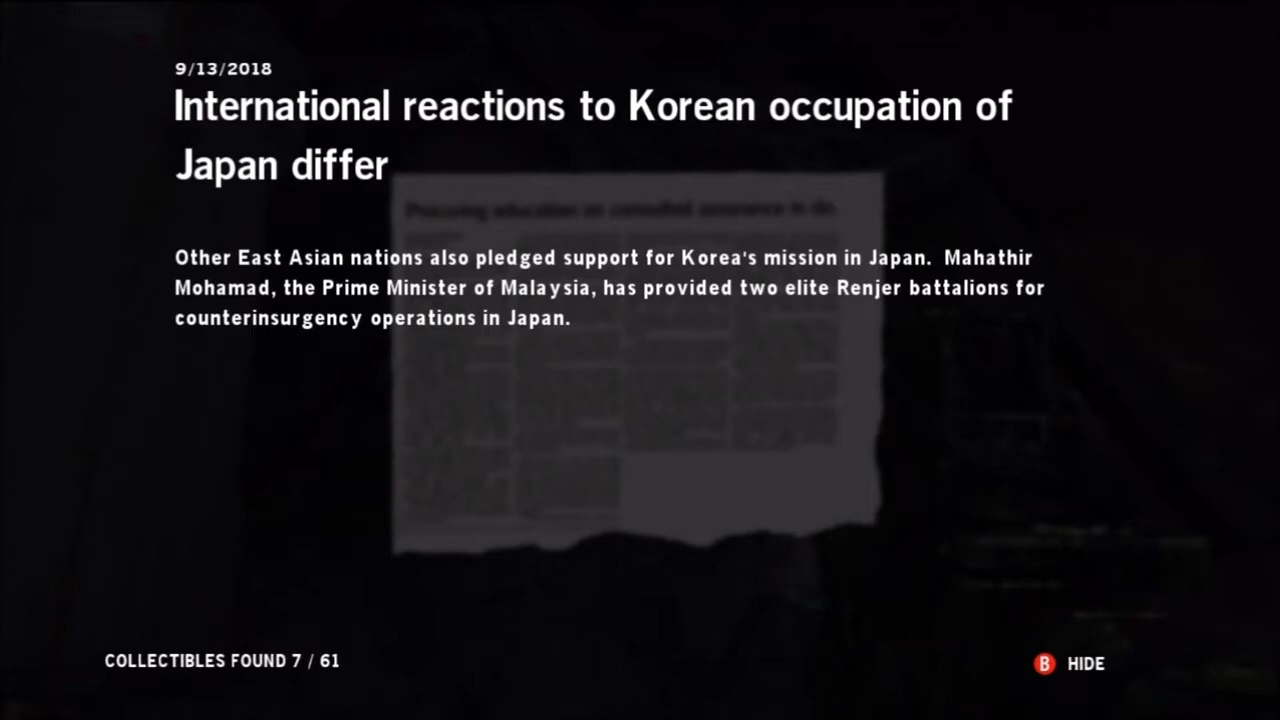 9/13/2018
International reactions to Korean occupation of
Japan differ
Other East Asian nations also pledged support for Korea's mission in Japan. Mahathir
Mohamad, the Prime Minister of Malaysia, has provided two elite Renjer battalions for
counterinsurgency operations in Japan.
COLLECTIBLES FOUND 7 / 61
B HIDE